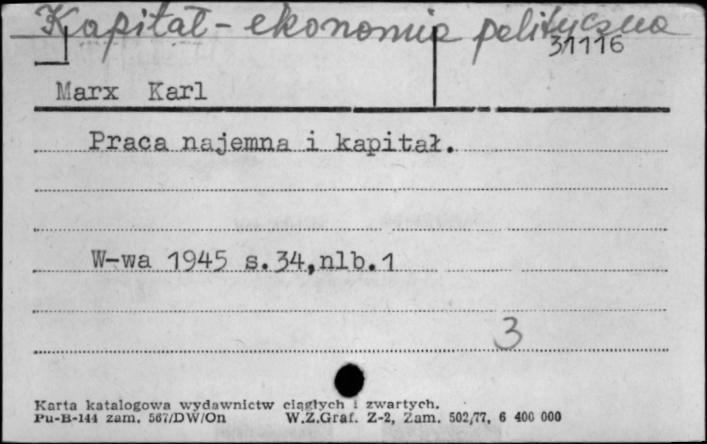 Kapitał - ekonomia polityczna
31116
Marx Karl
Praca najemna i kapitał.
W-wa 1945 s.34,nlb.1
3
Karta katalogowa wydawnictw ciągłych i zwartych.
Pu-B-144 zam. 567/DW/On W.Z.Graf. Z-2, Zam. 502/77, 6 400 000